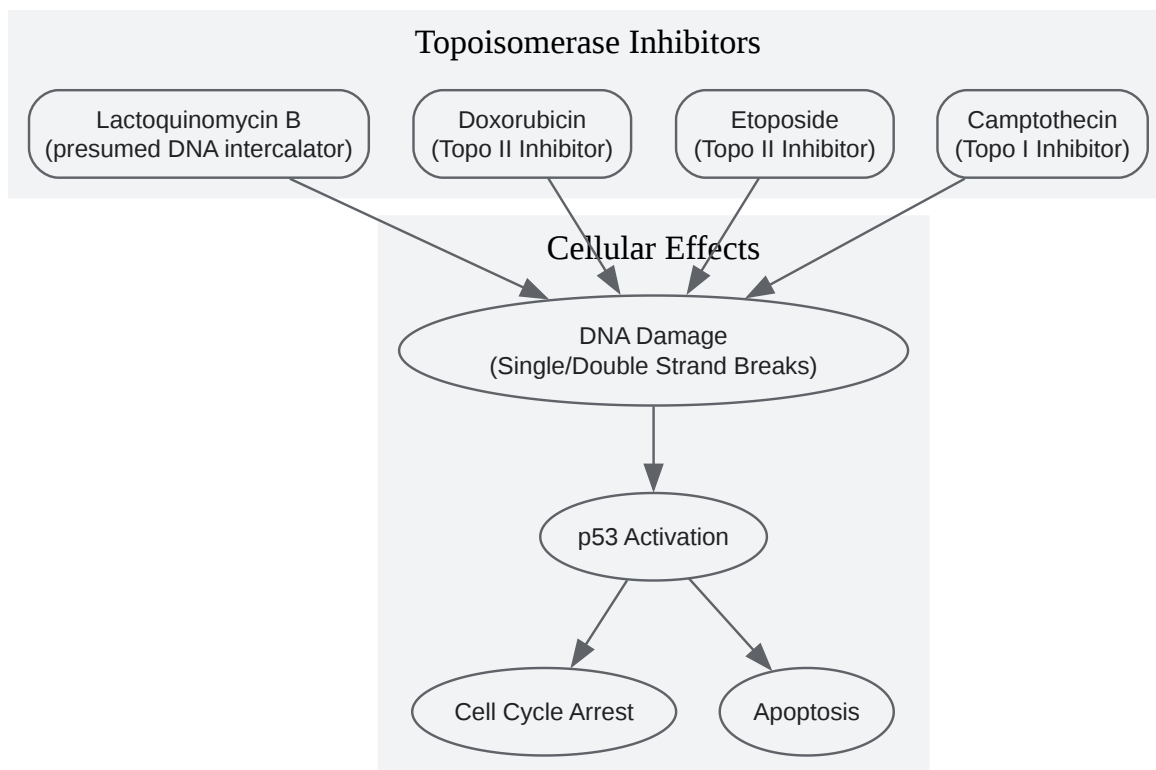 Topoisomerase Inhibitors
Lactoquinomycin B
(presumed DNA intercalator)
Doxorubicin
(Topo II Inhibitor)
Etoposide
(Topo II Inhibitor)
Camptothecin
(Topo I Inhibitor)
Cellular Effects
DNA Damage
(Single/Double Strand Breaks)
p53 Activation
Cell Cycle Arrest
Apoptosis